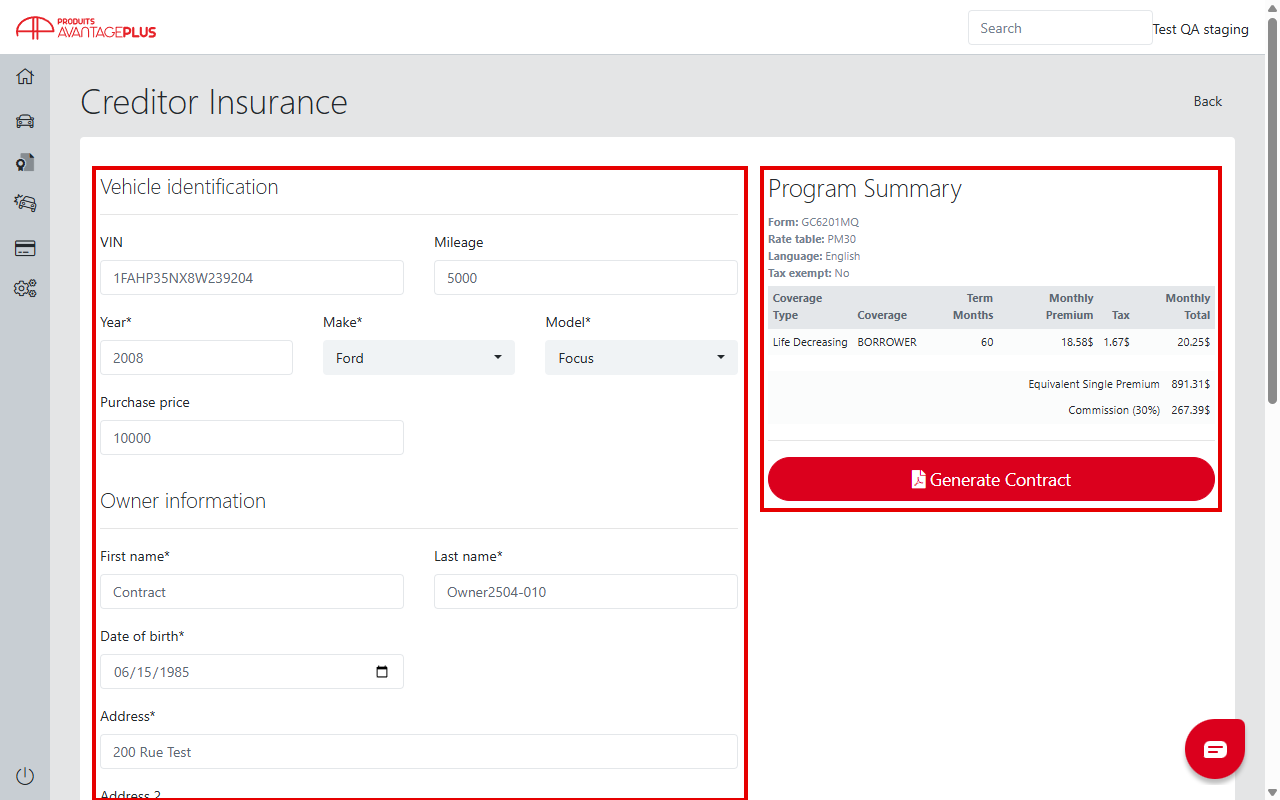 PRODUITS
AVANTAGEPLUS
Search
Test QA staging
Creditor Insurance
Back
Vehicle identification
VIN
Mileage
1FAHP35NX8W239204
5000
Year*
Make*
Model*
2008
Ford
Focus
Purchase price
10000
Owner information
First name*
Last name*
Contract
Owner2504-010
Date of birth*
06/15/1985
Address*
200 Rue Test
Address 2
Program Summary
Form: GC6201MQ
Rate table: PM30
Language: English
Tax exempt: No
Coverage Type Coverage Term Months Monthly Premium Tax Monthly Total
Life Decreasing BORROWER 60 18.58$ 1.67$ 20.25$
Equivalent Single Premium 891.31$
Commission (30%) 267.39$
Generate Contract